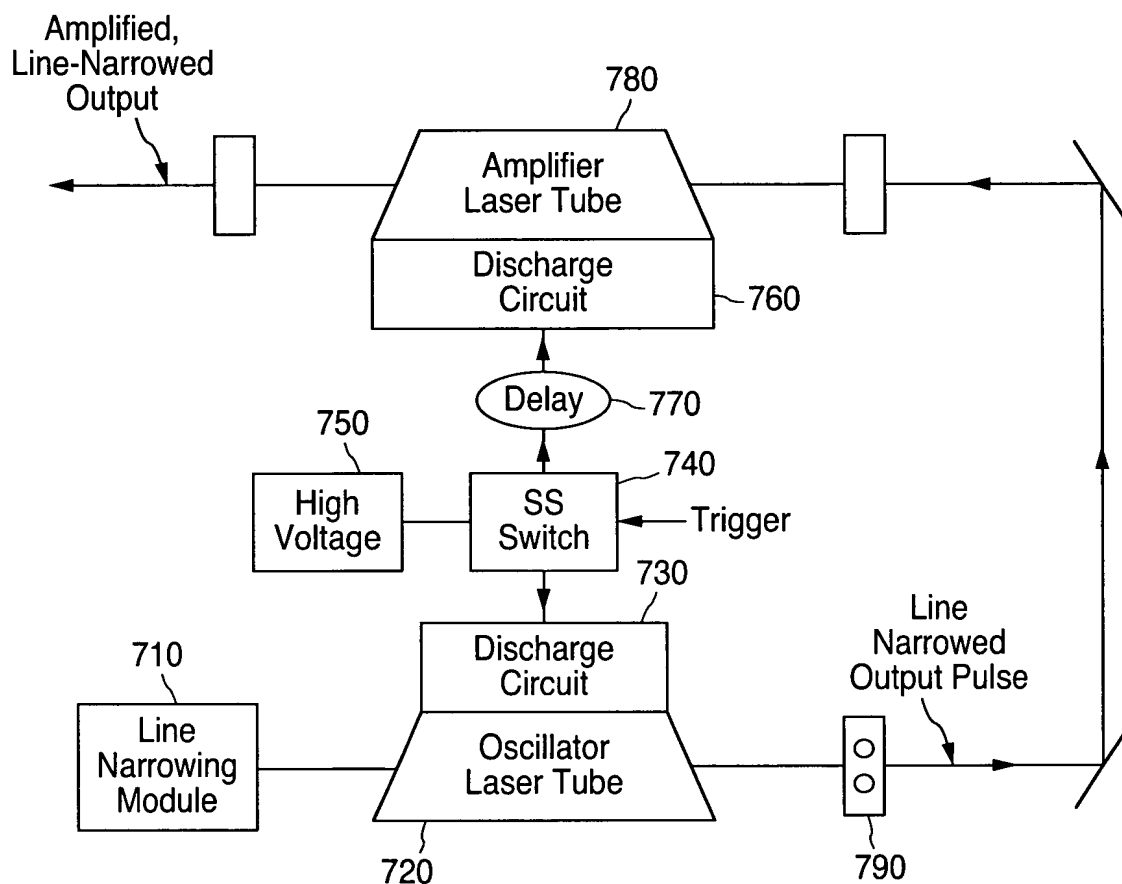 Amplified,
Line-Narrowed
Output
780
Amplifier
Laser Tube
Discharge
Circuit
760
Delay
770
750
High
Voltage
740
SS
Switch
Trigger
730
Discharge
Circuit
Line
Narrowed
Output Pulse
710
Line
Narrowing
Module
Oscillator
Laser Tube
720
790